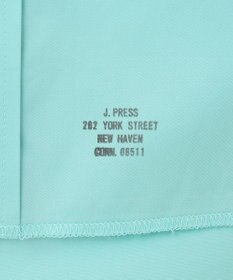 J. PRESS
262 YORK STREET
NEW HAVEN
CONN. 06511